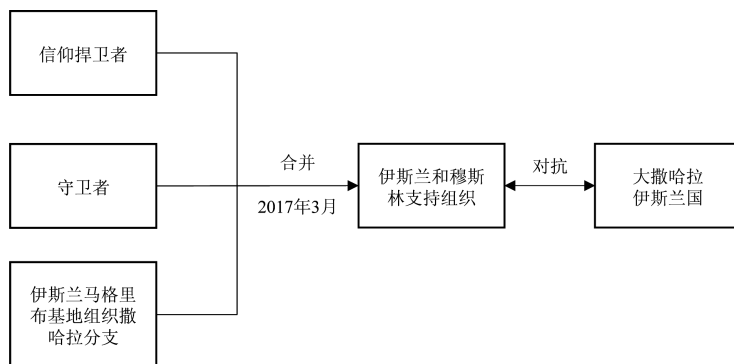 信仰捍卫者
守卫者
伊斯兰马格里
布基地组织撒
哈拉分支
合并
2017年3月
伊斯兰和穆斯
林支持组织
对抗
大撒哈拉
伊斯兰国